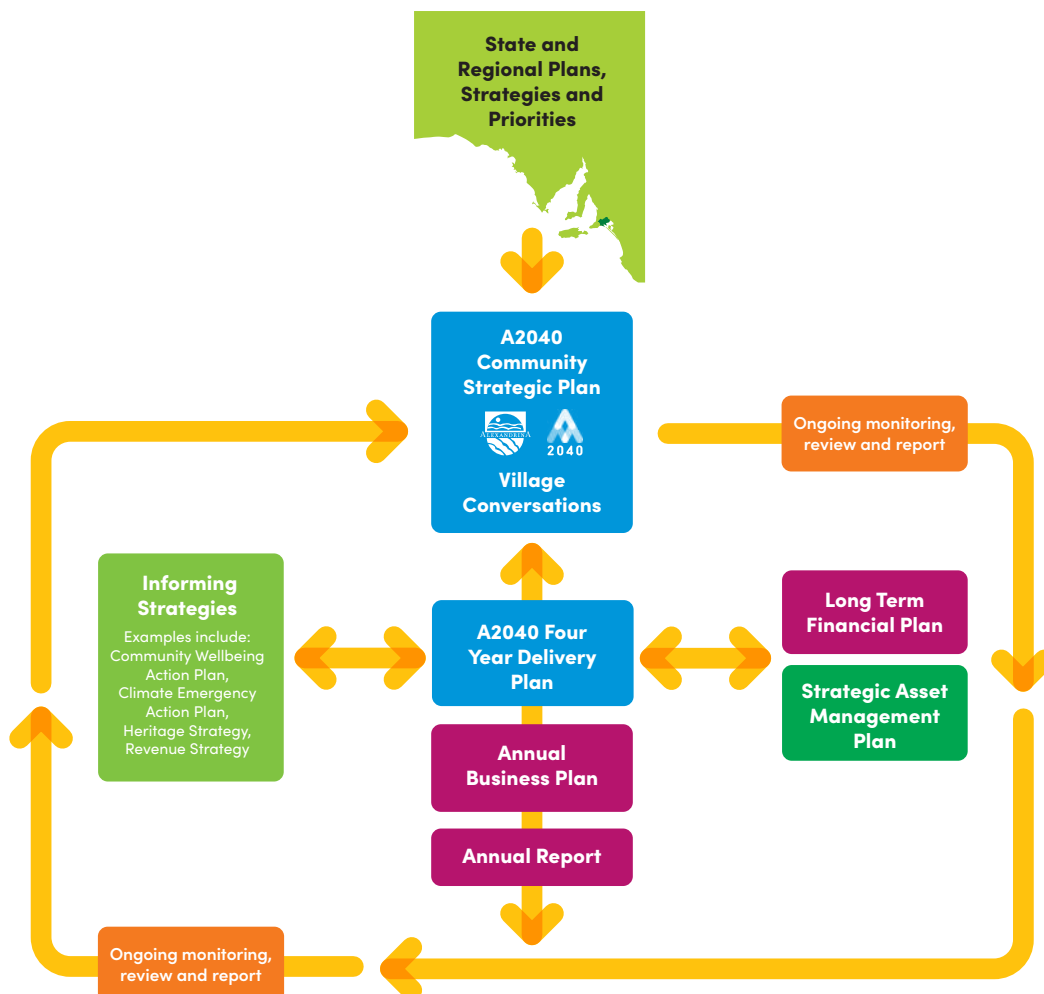 State and
Regional Plans,
Strategies and
Priorities
A2040
Community
Strategic Plan
ALEXANDRINA
2040
Village
Conversations
Ongoing monitoring,
review and report
Informing
Strategies
Examples include:
Community Wellbeing
Action Plan,
Climate Emergency
Action Plan,
Heritage Strategy,
Revenue Strategy
A2040 Four
Year Delivery
Plan
Long Term
Financial Plan
Strategic Asset
Management
Plan
Annual
Business Plan
Annual Report
Ongoing monitoring,
review and report